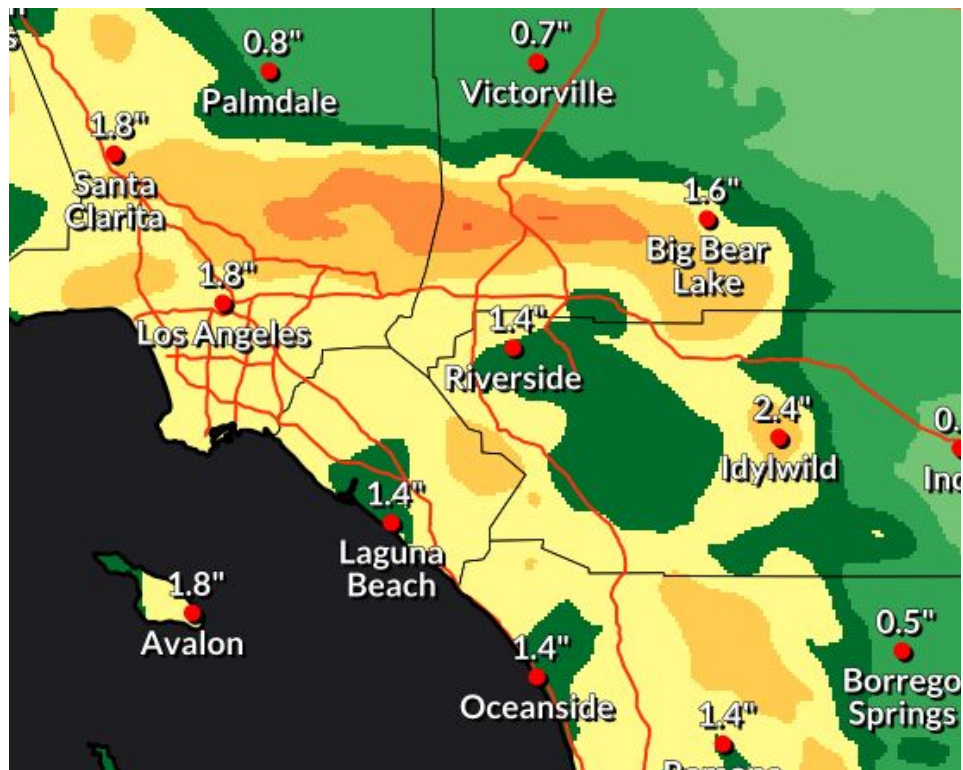 0.8"
Palmdale
0.7"
Victorville
1.8"
Santa
Clarita
1.6"
Big Bear
Lake
1.8"
Los Angeles
1.4"
Riverside
2.4"
Idylwild
1.4"
Laguna
Beach
1.8"
Avalon
1.4"
Oceanside
0.5"
Borrego
Springs
1.4"